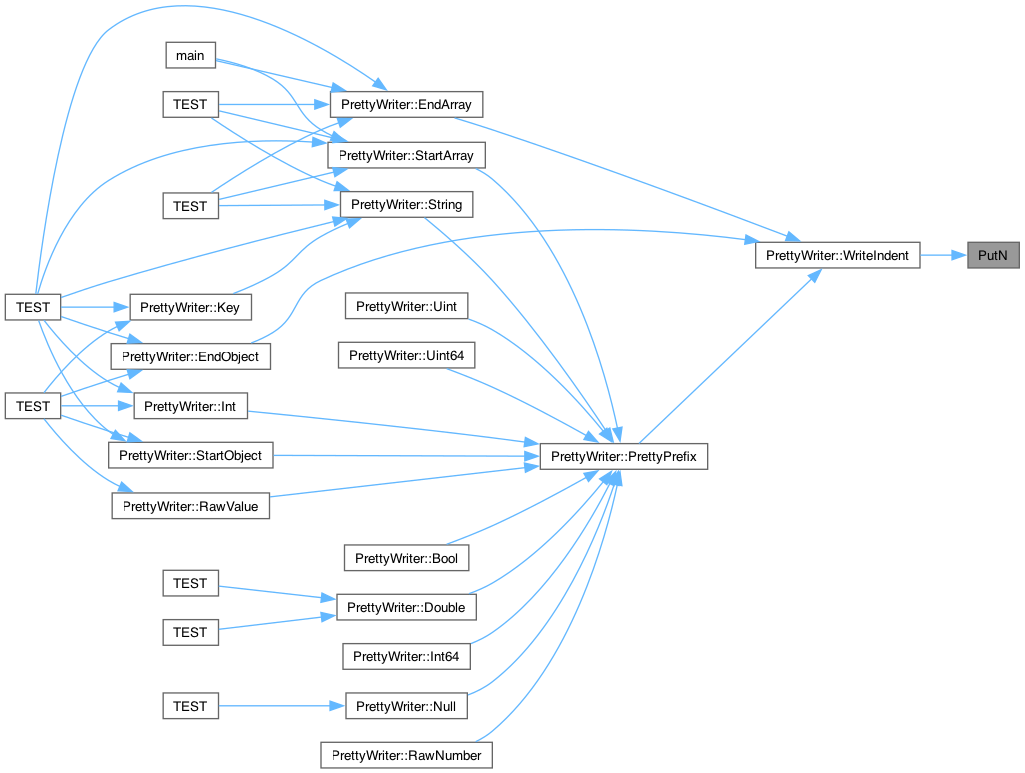 main
TEST
PrettyWriter::EndArray
PrettyWriter::StartArray
TEST
PrettyWriter::String
PrettyWriter::WriteIndent
PutN
TEST
PrettyWriter::Key
PrettyWriter::Uint
PrettyWriter::EndObject
PrettyWriter::Uint64
TEST
PrettyWriter::Int
PrettyWriter::StartObject
PrettyWriter::PrettyPrefix
PrettyWriter::RawValue
PrettyWriter::Bool
TEST
PrettyWriter::Double
TEST
PrettyWriter::Int64
TEST
PrettyWriter::Null
PrettyWriter::RawNumber